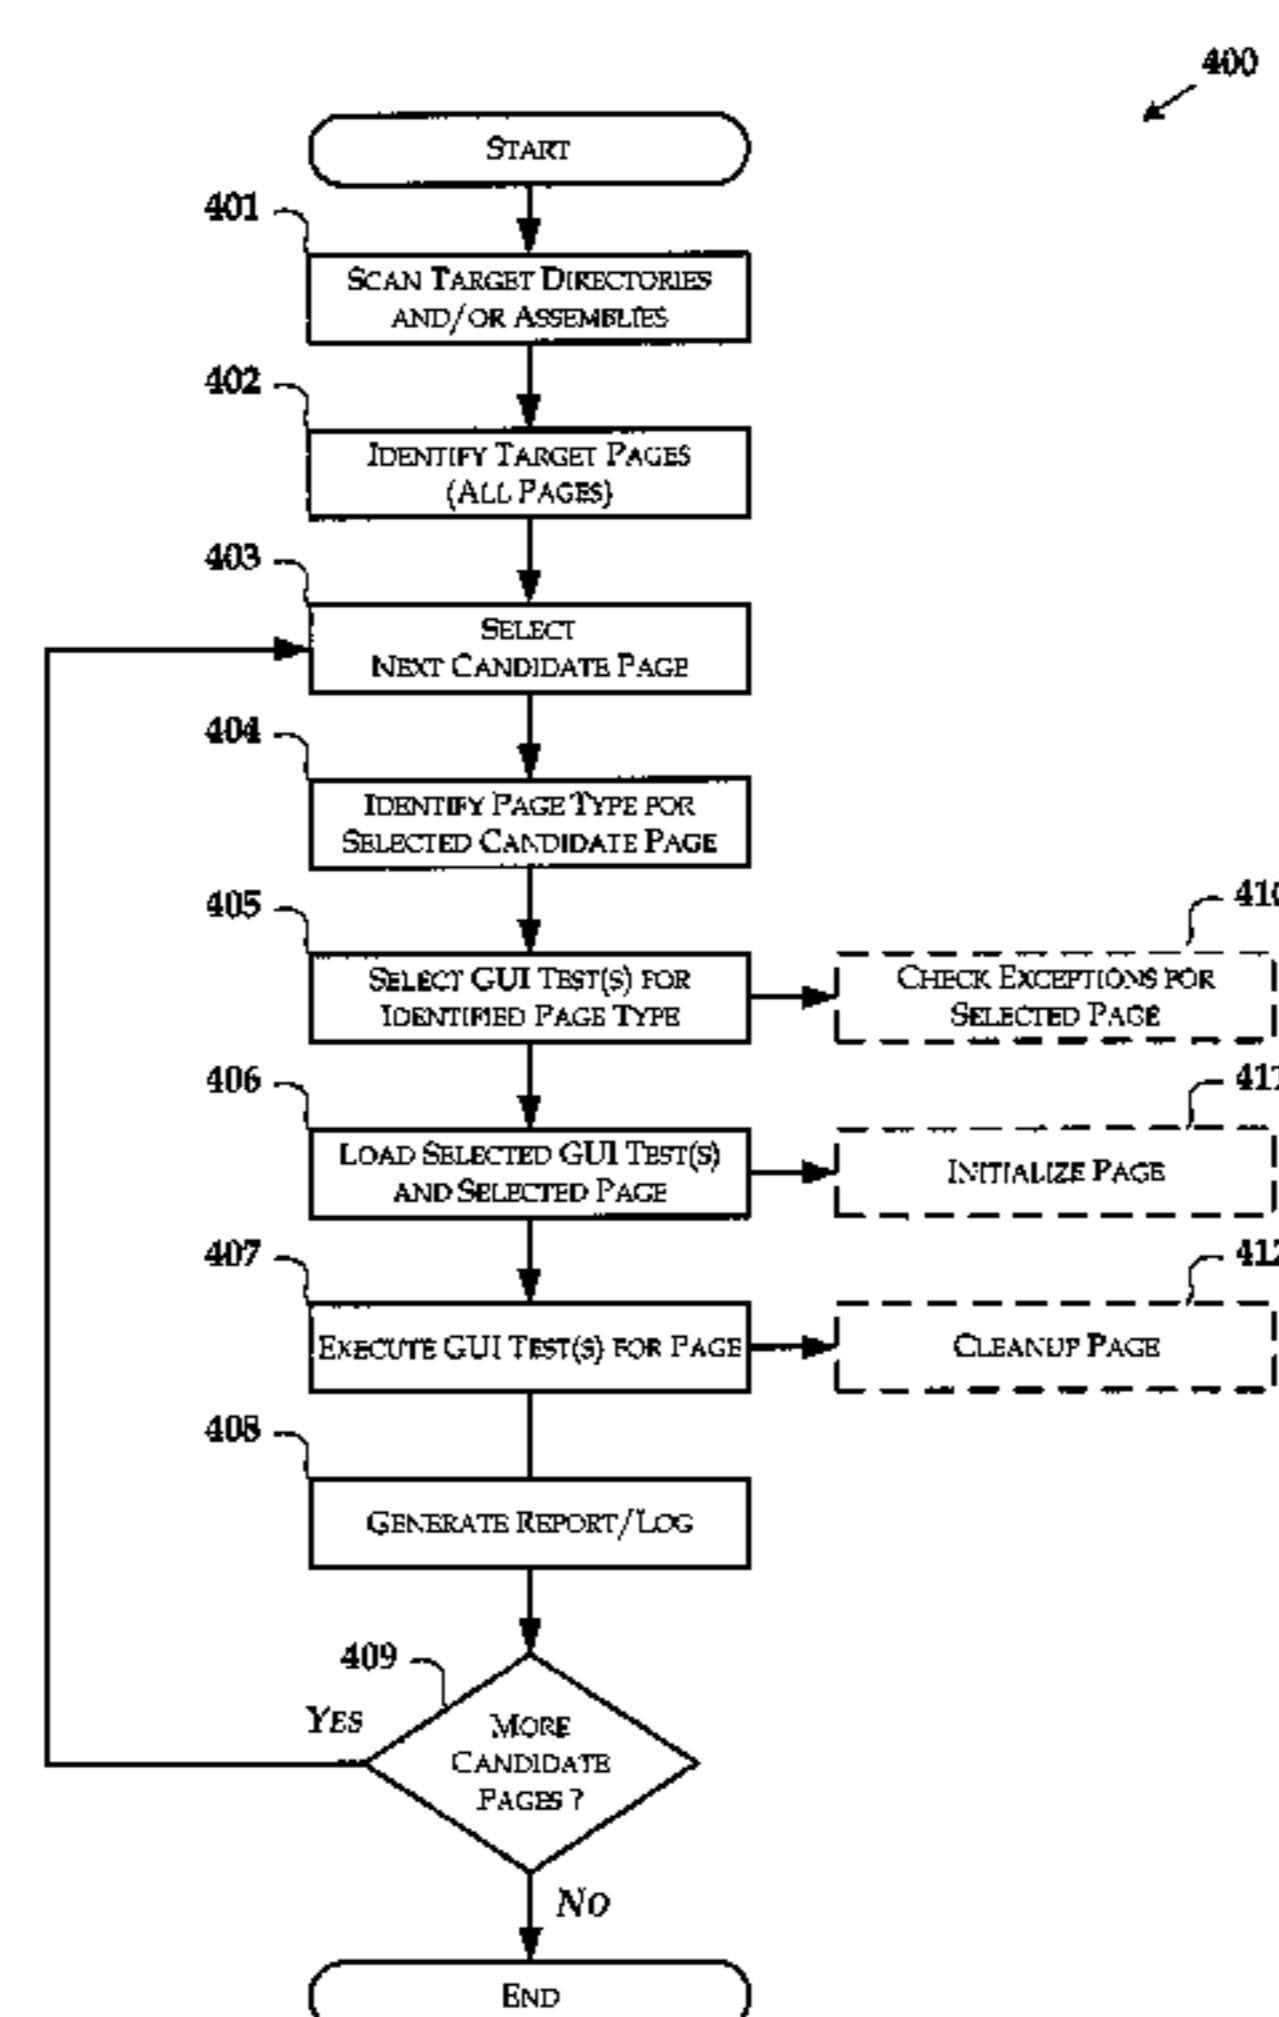 400
START
401
SCAN TARGET DIRECTORIES
AND/OR ASSEMBLIES
402
IDENTIFY TARGET PAGES
(ALL PAGES)
403
SELECT
NEXT CANDIDATE PAGE
404
IDENTIFY PAGE TYPE FOR
SELECTED CANDIDATE PAGE
405
SELECT GUI TEST(S) FOR
IDENTIFIED PAGE TYPE
410
CHECK EXCEPTIONS FOR
SELECTED PAGE
406
LOAD SELECTED GUI TEST(S)
AND SELECTED PAGE
411
INITIALIZE PAGE
407
EXECUTE GUI TEST(S) FOR PAGE
412
CLEANUP PAGE
408
GENERATE REPORT/LOG
409
YES
MORE
CANDIDATE
PAGES ?
NO
END